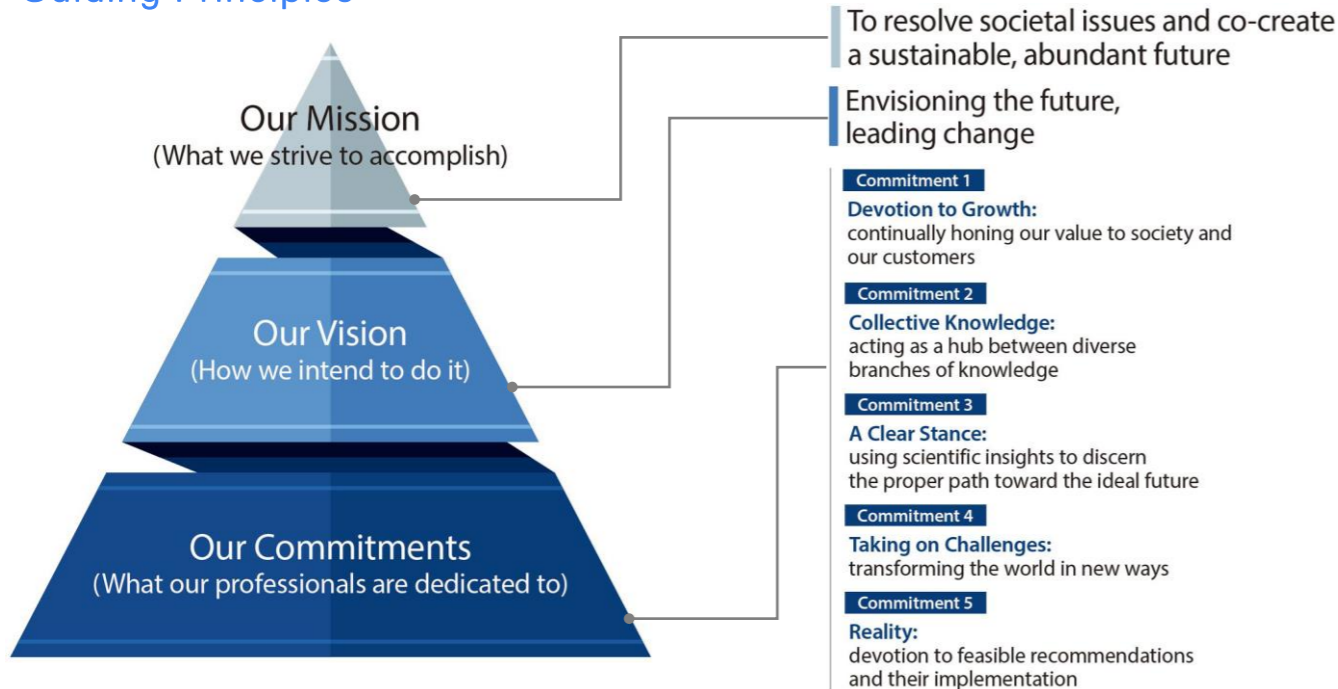 Guiding Principles
Our Mission
(What we strive to accomplish)
Our Vision
(How we intend to do it)
Our Commitments
(What our professionals are dedicated to)
To resolve societal issues and co-create
a sustainable, abundant future
Envisioning the future,
leading change
Commitment 1
Devotion to Growth:
continually honing our value to society and
our customers
Commitment 2
Collective Knowledge:
acting as a hub between diverse
branches of knowledge
Commitment 3
A Clear Stance:
using scientific insights to discern
the proper path toward the ideal future
Commitment 4
Taking on Challenges:
transforming the world in new ways
Commitment 5
Reality:
devotion to feasible recommendations
and their implementation